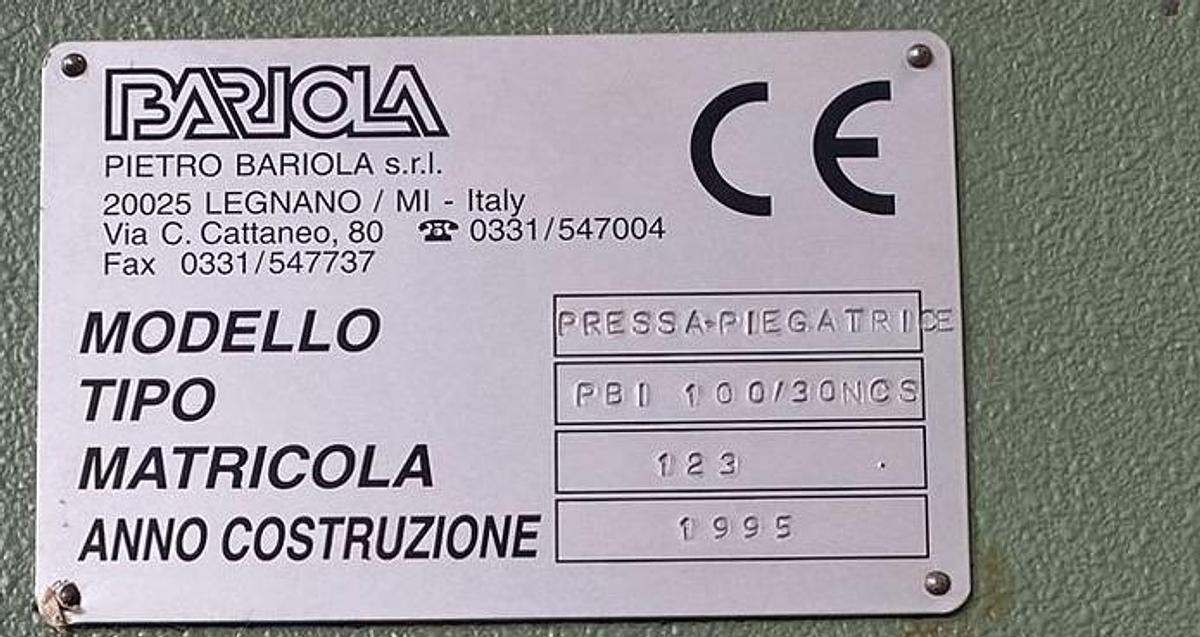 BARIOLA
PIETRO BARIOLA s.r.l.
20025 LEGNANO / MI - Italy
Via C. Cattaneo, 80 ☎ 0331/547004
Fax 0331/547737
CE
MODELLO PRESSA-PIEGATRICE
TIPO PBI 100/30NCS
MATRICOLA 123
ANNO COSTRUZIONE 1995